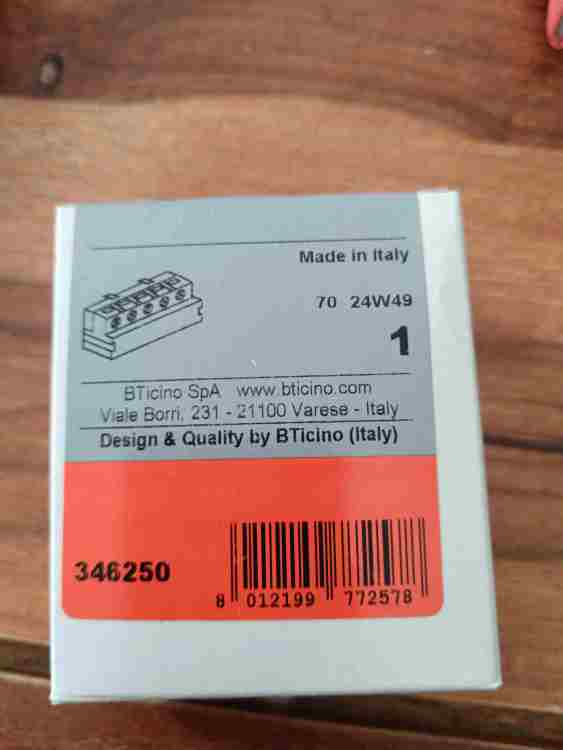 Made in Italy
70 24W49
1
BTicino SpA www.bticino.com
Viale Borri, 231 - 21100 Varese - Italy
Design & Quality by BTicino (Italy)
346250
8 012199 772578